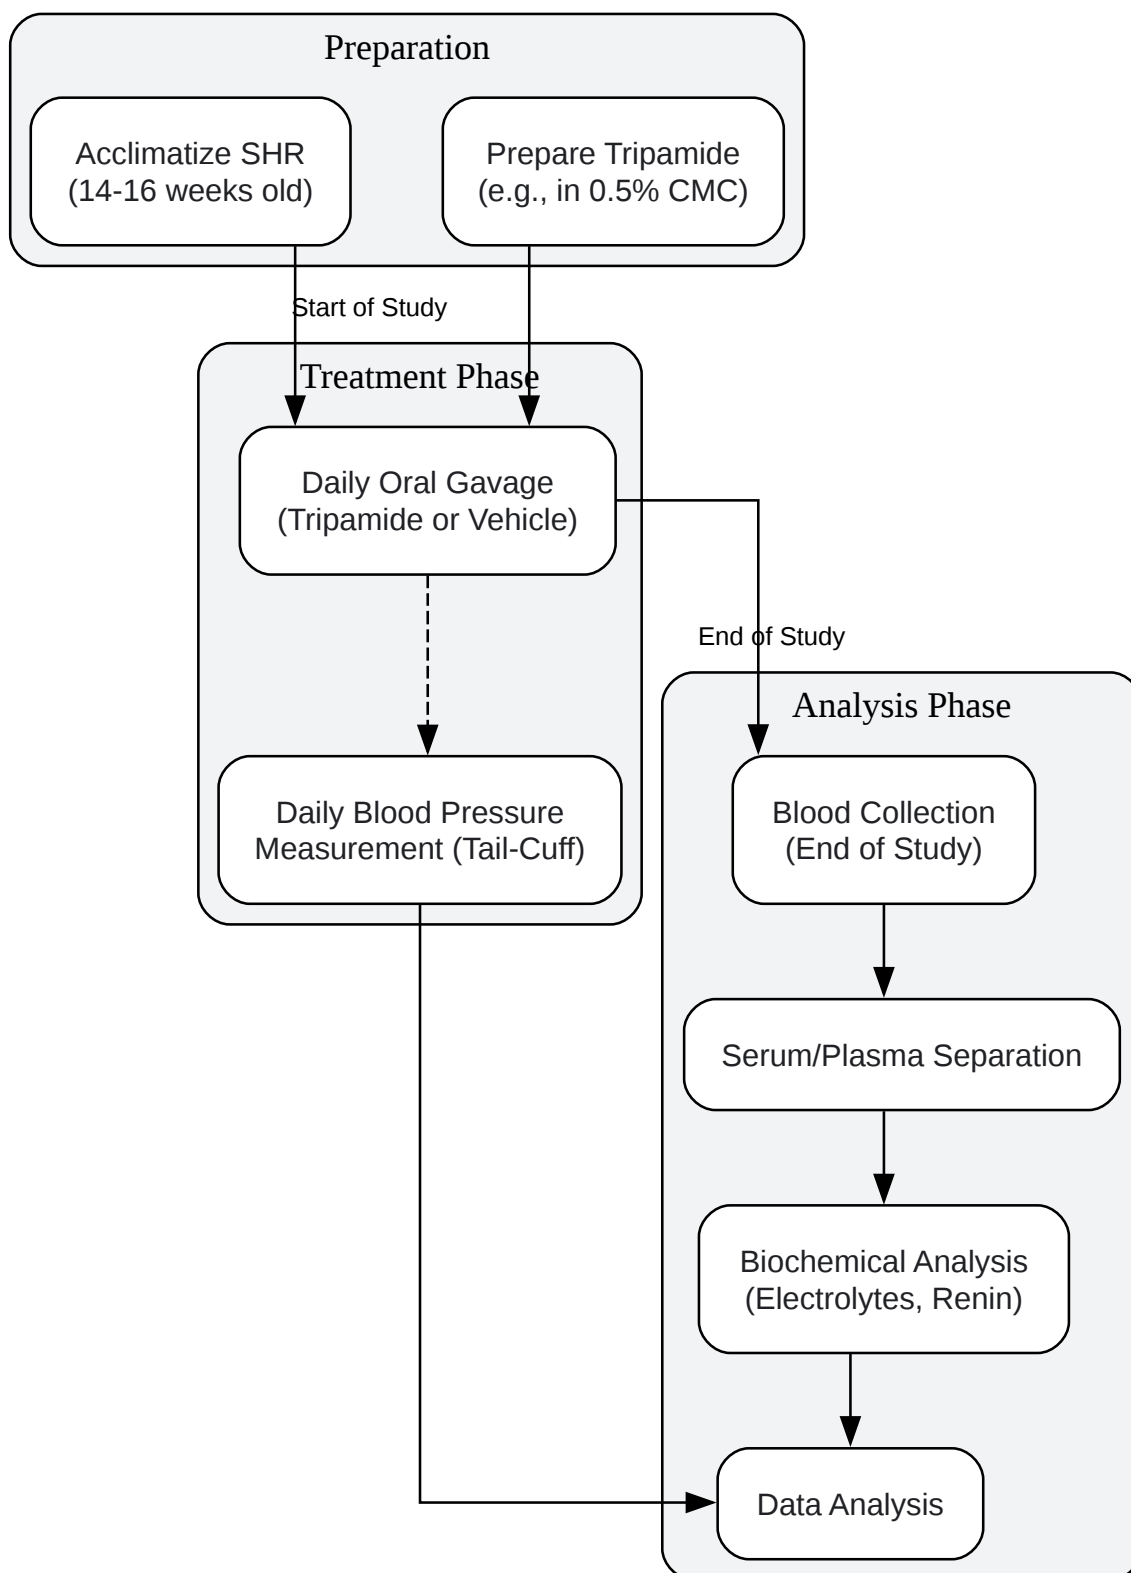 Preparation
Acclimatize SHR
(14-16 weeks old)
Prepare Tripamide
(e.g., in 0.5% CMC)
Start of Study
Treatment Phase
Daily Oral Gavage
(Tripamide or Vehicle)
End of Study
Daily Blood Pressure
Measurement (Tail-Cuff)
Analysis Phase
Blood Collection
(End of Study)
Serum/Plasma Separation
Biochemical Analysis
(Electrolytes, Renin)
Data Analysis